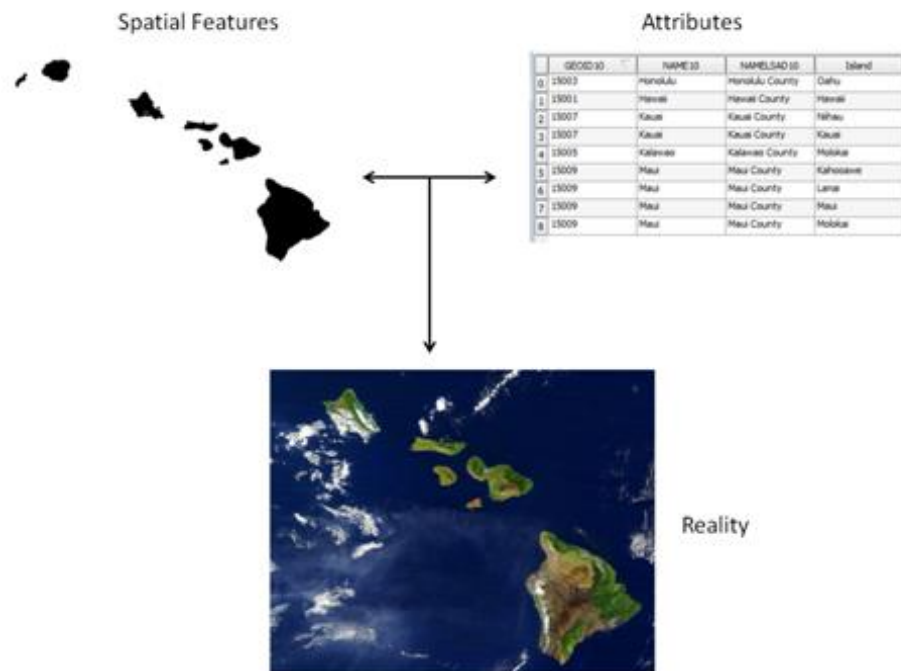 Spatial Features
Attributes
GEOID10 NAME10 NAMELSAD10 Island
0 15003 Honolulu Honolulu County Oahu
1 15001 Hawaii Hawaii County Hawaii
2 15007 Kauai Kauai County Niihau
3 15007 Kauai Kauai County Kauai
4 15005 Kalawao Kalawao County Molokai
5 15009 Maui Maui County
6 15009 Maui Maui County Lanai
7 15009 Maui Maui County Maui
8 15009 Maui Maui County Molokai
Reality